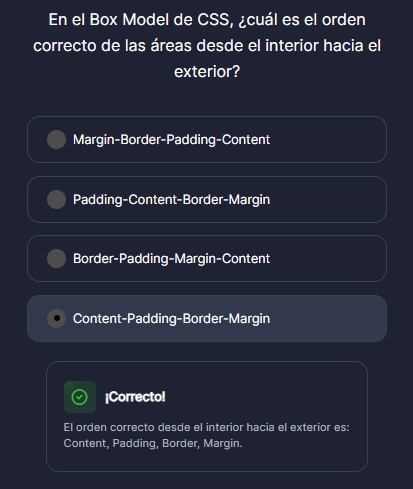 En el Box Model de CSS, ¿cuál es el orden
correcto de las áreas desde el interior hacia el
exterior?
Margin-Border-Padding-Content
Padding-Content-Border-Margin
Border-Padding-Margin-Content
Content-Padding-Border-Margin
¡Correcto!
El orden correcto desde el interior hacia el exterior es:
Content, Padding, Border, Margin.